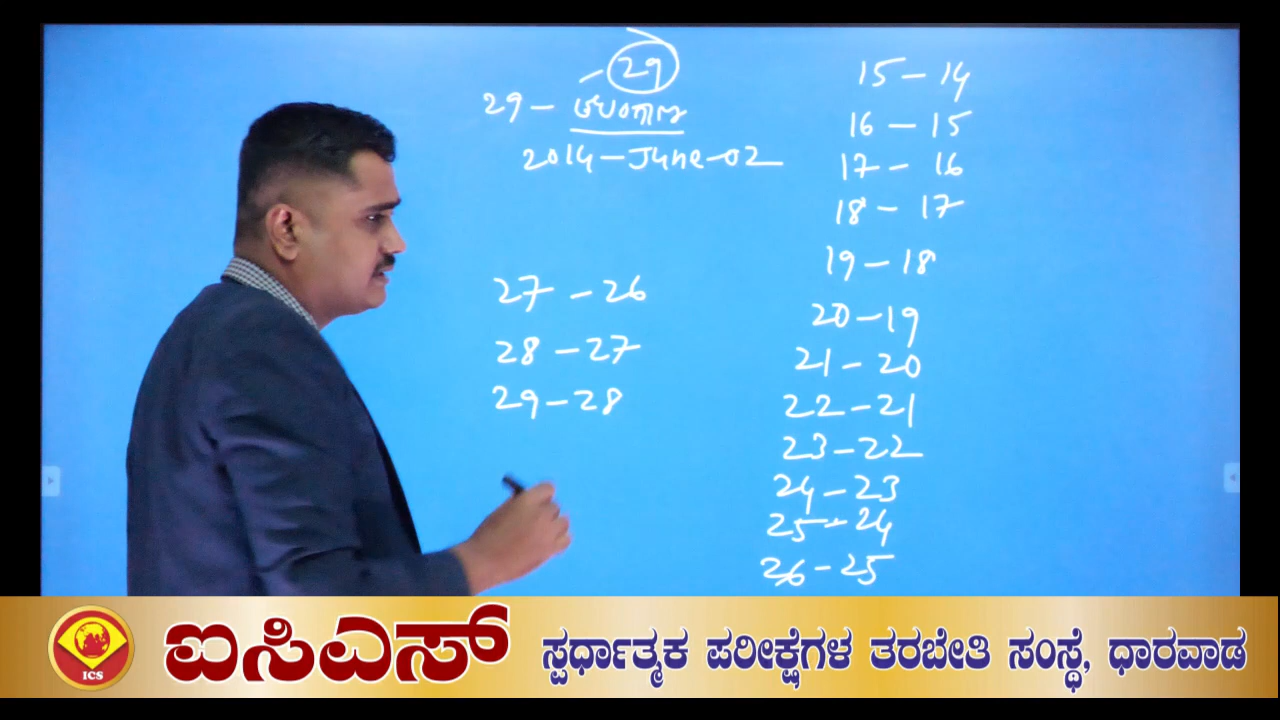 - 29
29 - ತೆಲಂಗಾಣ
2014 - June - 02
27 - 26
28 - 27
29 - 28
15 - 14
16 - 15
17 - 16
18 - 17
19 - 18
20 - 19
21 - 20
22 - 21
23 - 22
24 - 23
25 - 24
26 - 25
ICS
ಐಸಿಎಸ್ ಸ್ಪರ್ಧಾತ್ಮಕ ಪರೀಕ್ಷೆಗಳ ತರಬೇತಿ ಸಂಸ್ಥೆ, ಧಾರವಾಡ